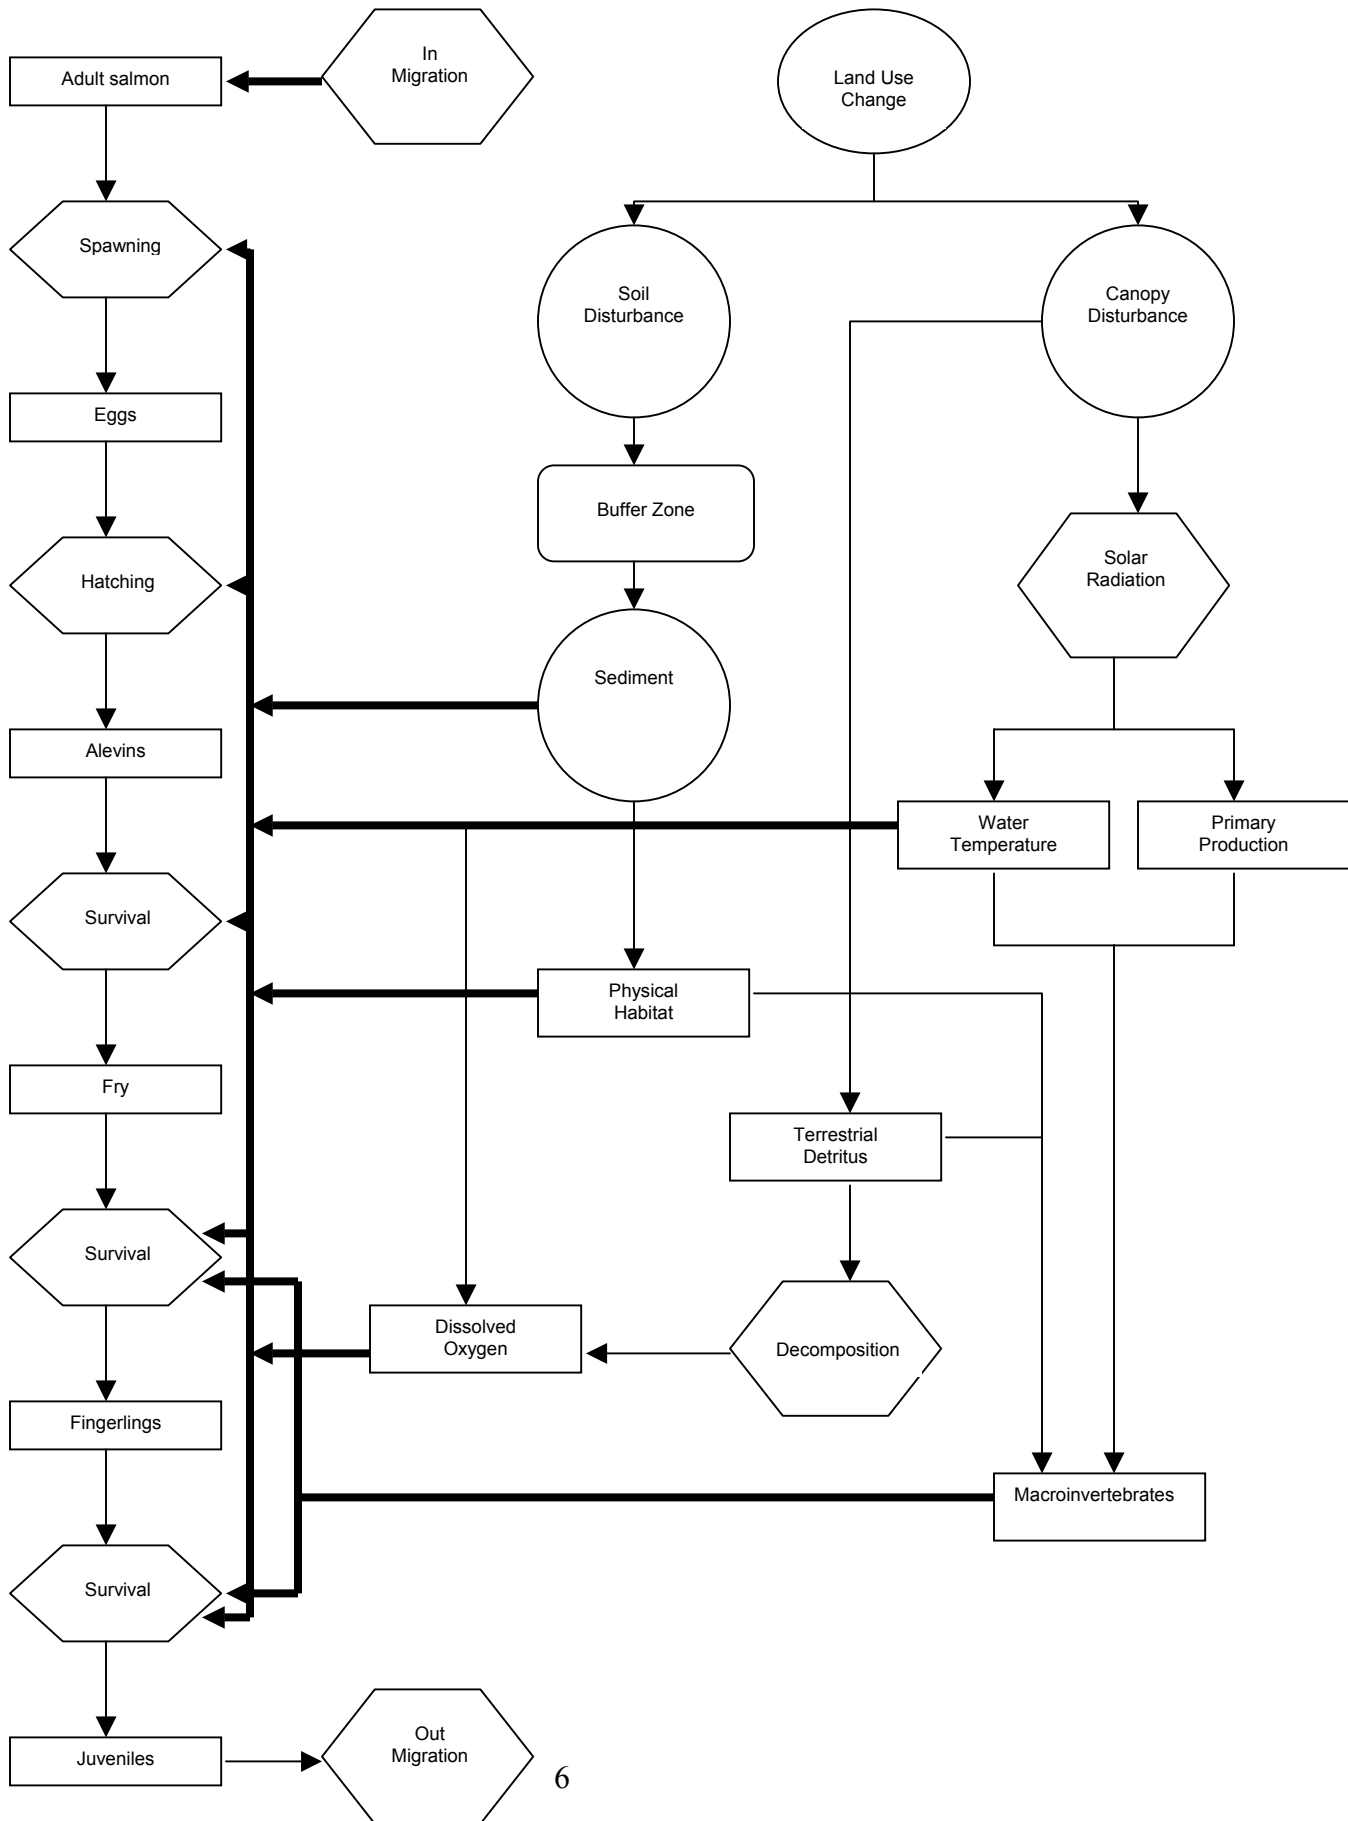 In
Migration
Adult salmon
Land Use
Change
Spawning
Soil
Disturbance
Canopy
Disturbance
Eggs
Buffer Zone
Hatching
Solar
Radiation
Sediment
Alevins
Water
Temperature
Primary
Production
Survival
Physical
Habitat
Fry
Terrestrial
Detritus
Survival
Dissolved
Oxygen
Decomposition
Fingerlings
Macroinvertebrates
Survival
Out
Migration
Juveniles
6